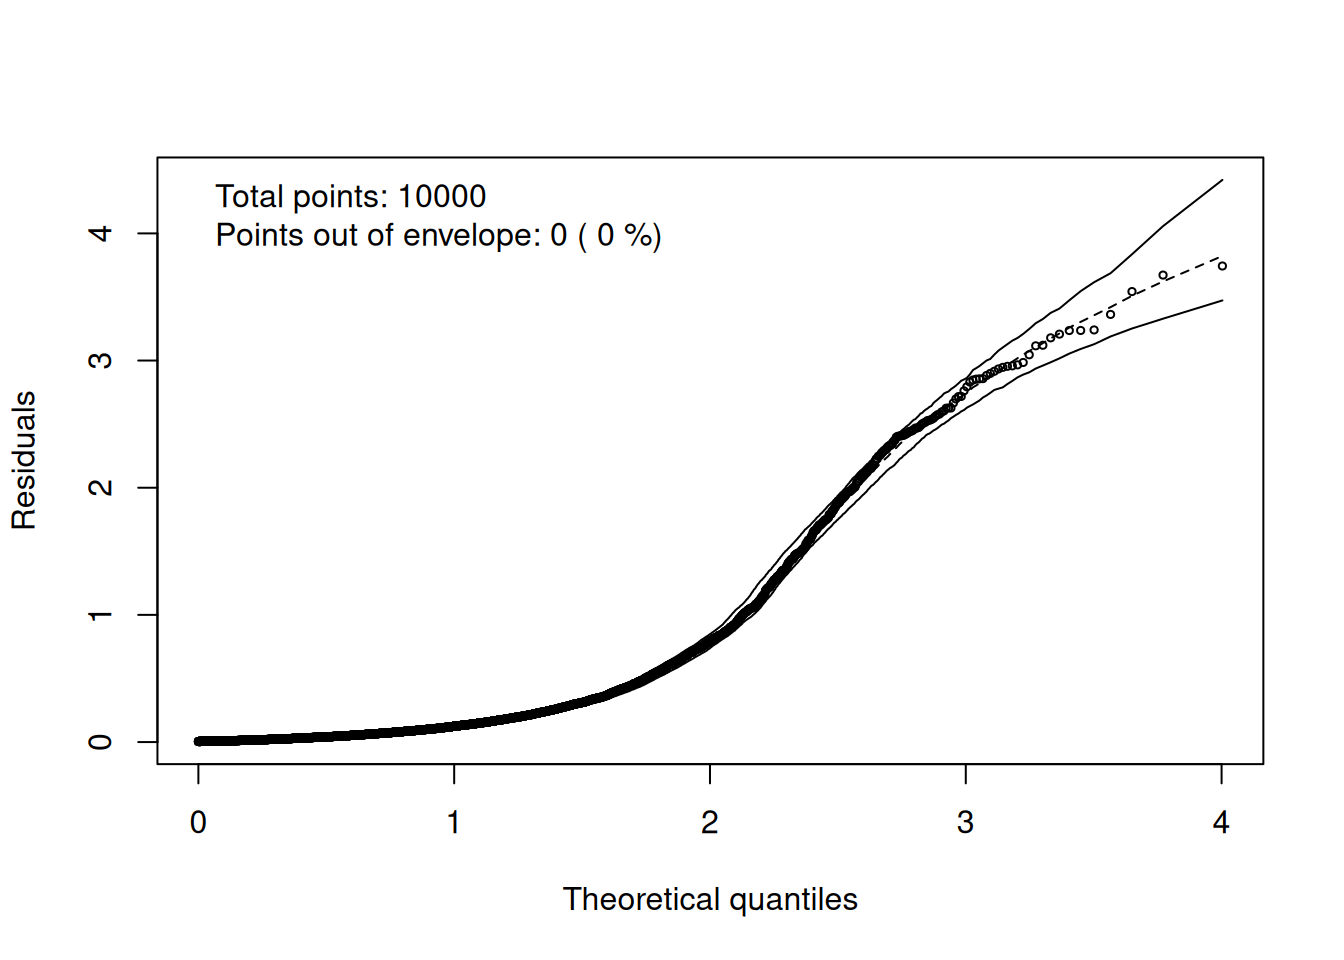 Total points: 10000
Points out of envelope: 0 ( 0 %)
4
3
2
1
0
Residuals
0 1 2 3 4
Theoretical quantiles